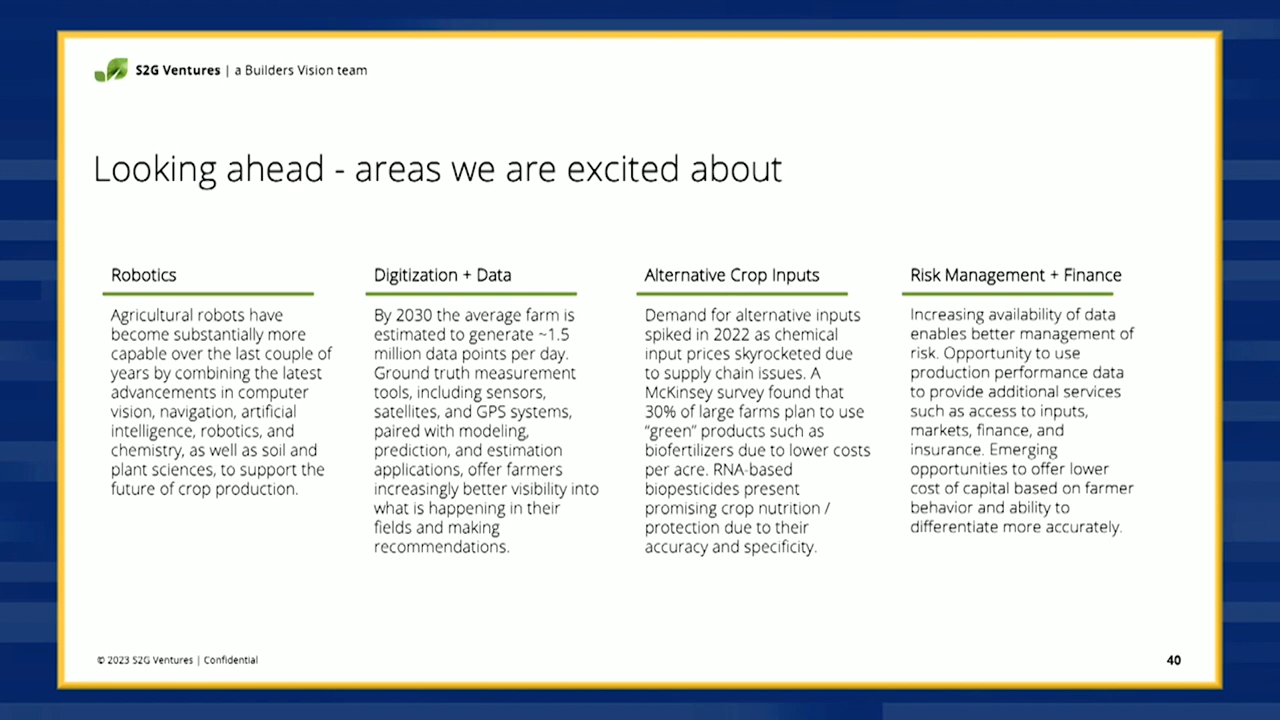 S2G Ventures | a Builders Vision team
Looking ahead - areas we are excited about
Robotics
Agricultural robots have
become substantially more
capable over the last couple of
years by combining the latest
advancements in computer
vision, navigation, artificial
intelligence, robotics, and
chemistry, as well as soil and
plant sciences, to support the
future of crop production.
Digitization + Data
By 2030 the average farm is
estimated to generate ~1.5
million data points per day.
Ground truth measurement
tools, including sensors,
satellites, and GPS systems,
paired with modeling,
prediction, and estimation
applications, offer farmers
increasingly better visibility into
what is happening in their
fields and making
recommendations.
Alternative Crop Inputs
Demand for alternative inputs
spiked in 2022 as chemical
input prices skyrocketed due
to supply chain issues. A
McKinsey survey found that
30% of large farms plan to use
“green” products such as
biofertilizers due to lower costs
per acre. RNA-based
biopesticides present
promising crop nutrition /
protection due to their
accuracy and specificity.
Risk Management + Finance
Increasing availability of data
enables better management of
risk. Opportunity to use
production performance data
to provide additional services
such as access to inputs,
markets, finance, and
insurance. Emerging
opportunities to offer lower
cost of capital based on farmer
behavior and ability to
differentiate more accurately.
© 2023 S2G Ventures | Confidential
40